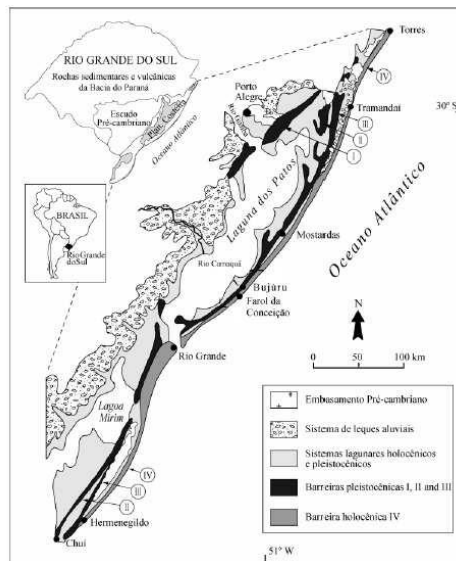 RIO GRANDE DO SUL
Rochas sedimentares e vulcânicas
da Bacia do Paraná
Escudo
Pré-cambriano
Plan. Costeira
Oceano Atlântico
BRASIL
Rio Grande
do Sul
Torres
IV
Porto
Alegre
Tramandaí
30° S
III
II
I
Laguna dos Patos
Oceano Atlântico
Mostardas
Rio Camaquã
Bujuru
Farol da
Conceição
N
Rio Grande
0 50 100 km
Lagoa
Mirim
IV
III
II
Hermenegildo
Chuí
51° W
Embasamento Pré-cambriano
Sistema de leques aluviais
Sistemas lagunares holocênicos
e pleistocênicos
Barreiras pleistocênicas I, II and III
Barreira holocênica IV